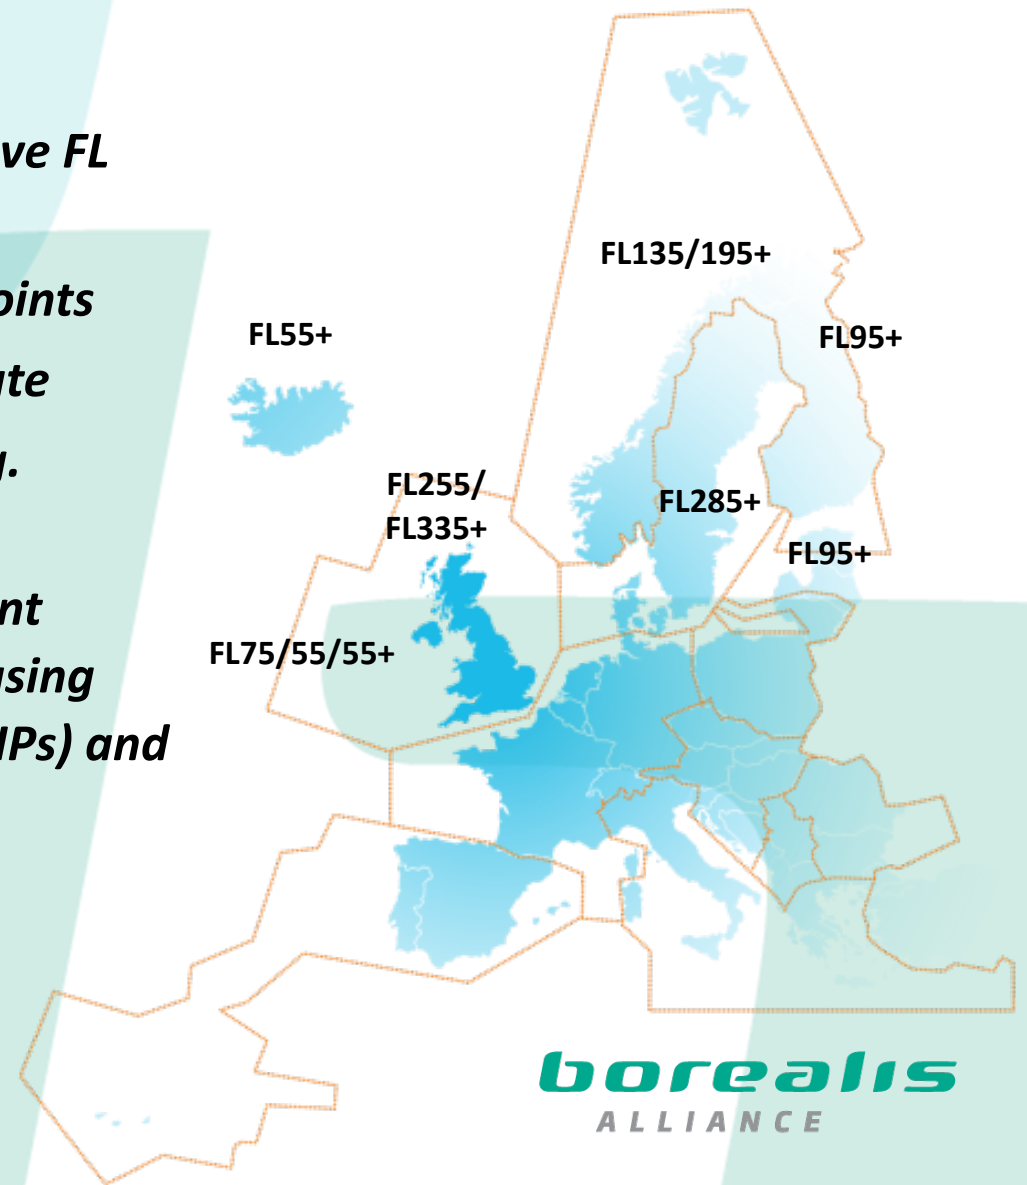 ve FL
oints
FL135/195+
FL55+
FL95+
te
g.
FL255/
FL335+
FL285+
FL95+
nt
FL75/55/55+
using
IPs) and
borealis
ALLIANCE